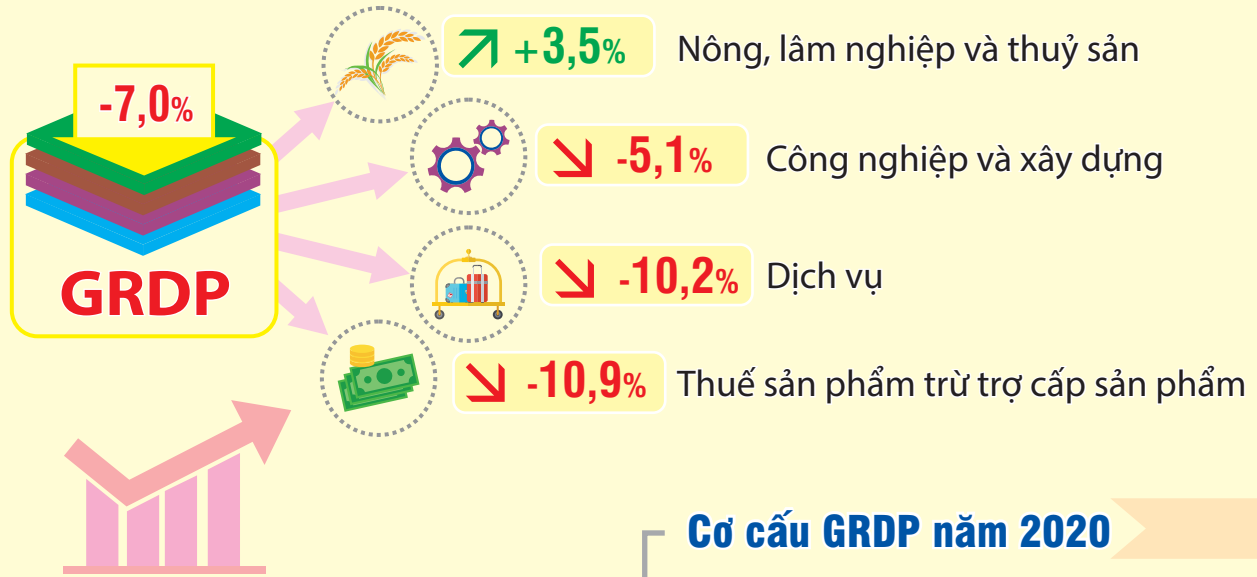 -7,0%
GRDP
+3,5% Nông, lâm nghiệp và thuỷ sản
-5,1% Công nghiệp và xây dựng
-10,2% Dịch vụ
-10,9% Thuế sản phẩm trừ trợ cấp sản phẩm
Cơ cấu GRDP năm 2020